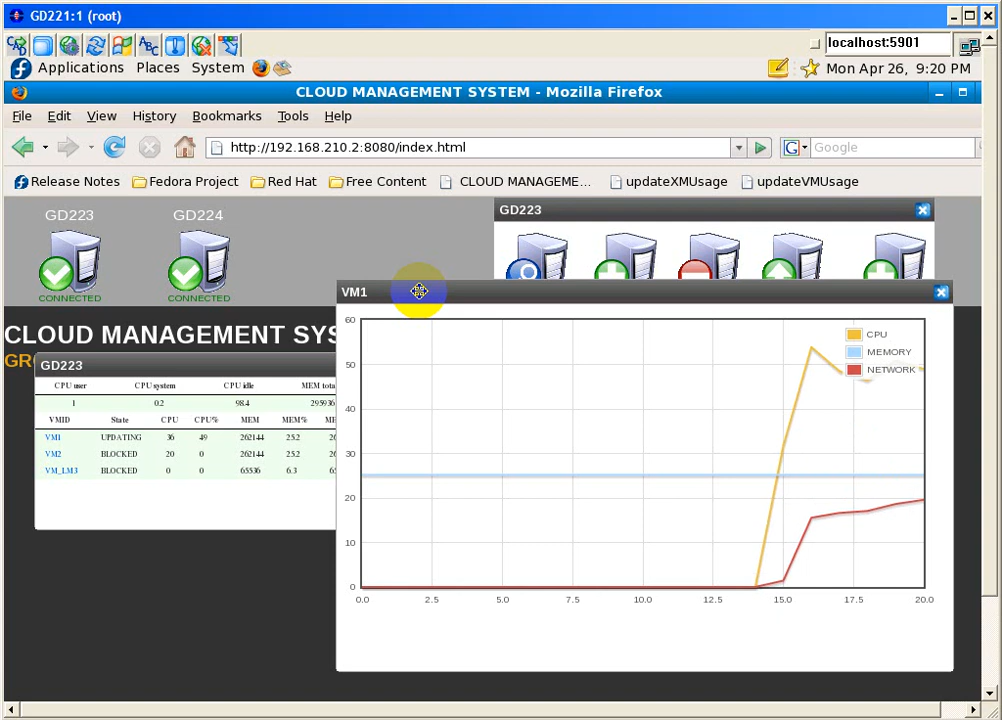 GD221:1 (root)
localhost:5901
Applications Places System
Mon Apr 26, 9:20 PM
CLOUD MANAGEMENT SYSTEM - Mozilla Firefox
File Edit View History Bookmarks Tools Help
http://192.168.210.2:8080/index.html
Google
Release Notes Fedora Project Red Hat Free Content CLOUD MANAGEME... updateXMUsage updateVMUsage
GD223 GD224
CONNECTED CONNECTED
GD223
CLOUD MANAGEMENT SYS
GR
GD223
CPU user CPU system CPU idle MEM tota
1 0.2 98.4 29593
VMID State CPU CPU% MEM MEM%
VM1 UPDATING 36 49 262144 25.2
VM2 BLOCKED 20 0 262144 25.2
VM_LM3 BLOCKED 0 0 65536 6.3
VM1
60
50
40
30
20
10
0
0.0 2.5 5.0 7.5 10.0 12.5 15.0 17.5 20.0
CPU
MEMORY
NETWORK